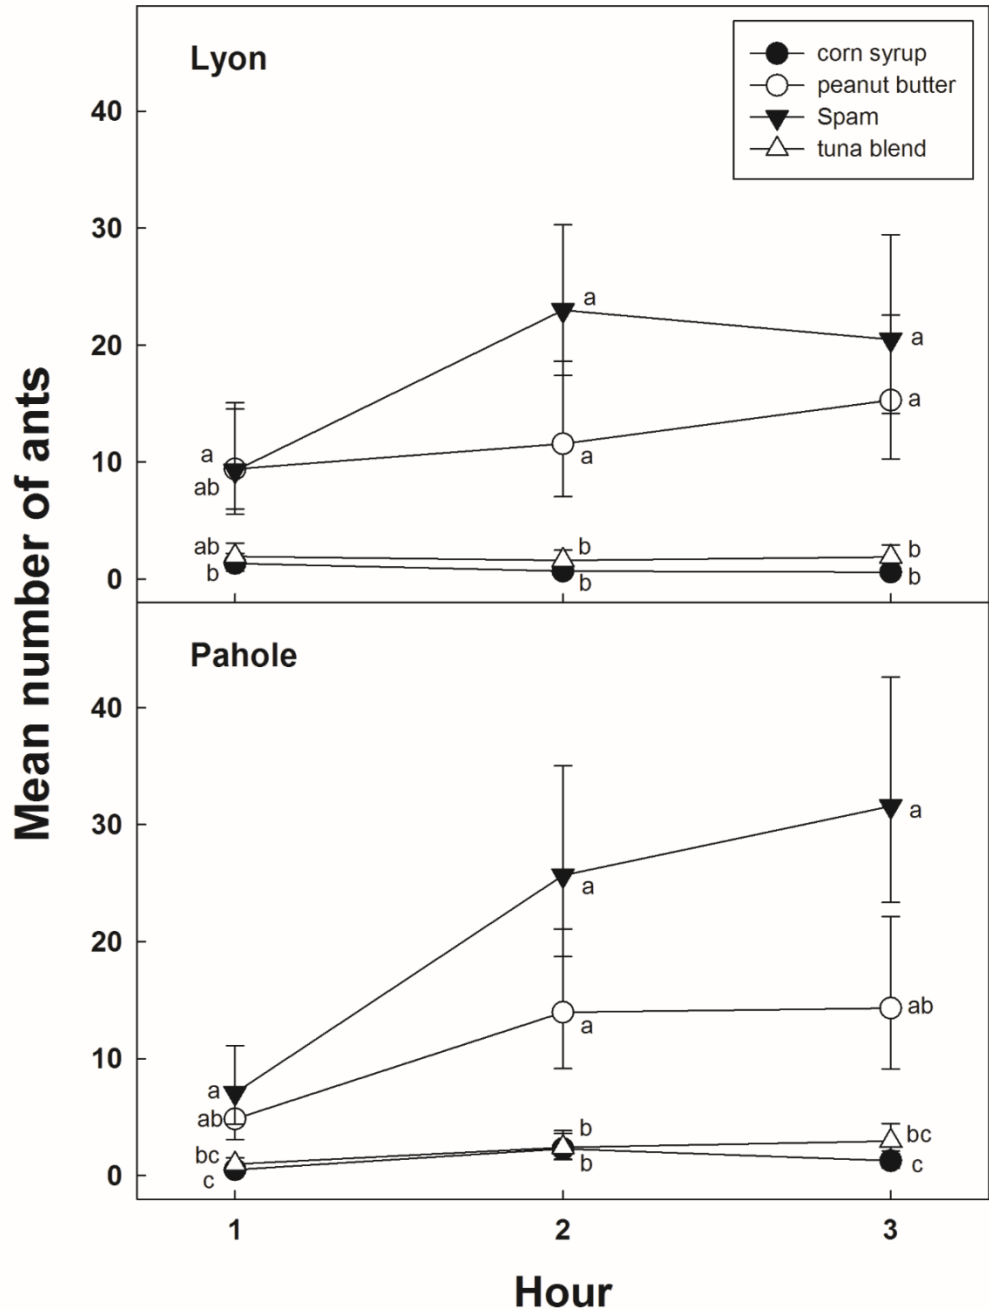 Lyon
corn syrup
peanut butter
Spam
tuna blend
40
30
20
10
0
a
a
a
a
a
ab
ab
b
b
b
b
b
Pahole
40
30
20
10
0
a
a
a
a
ab
ab
bc
c
b
b
bc
c
1
2
3
Mean number of ants
Hour